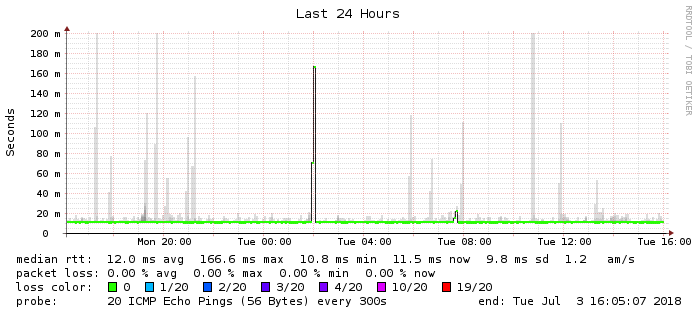 Last 24 Hours
RRDTOOL / TOBI OETIKER
Seconds
200 m
180 m
160 m
140 m
120 m
100 m
80 m
60 m
40 m
20 m
0
Mon 20:00 Tue 00:00 Tue 04:00 Tue 08:00 Tue 12:00 Tue 16:00
median rtt: 12.0 ms avg 166.6 ms max 10.8 ms min 11.5 ms now 9.8 ms sd 1.2 am/s
packet loss: 0.00 % avg 0.00 % max 0.00 % min 0.00 % now
loss color: 0 1/20 2/20 3/20 4/20 10/20 19/20
probe: 20 ICMP Echo Pings (56 Bytes) every 300s end: Tue Jul 3 16:05:07 2018